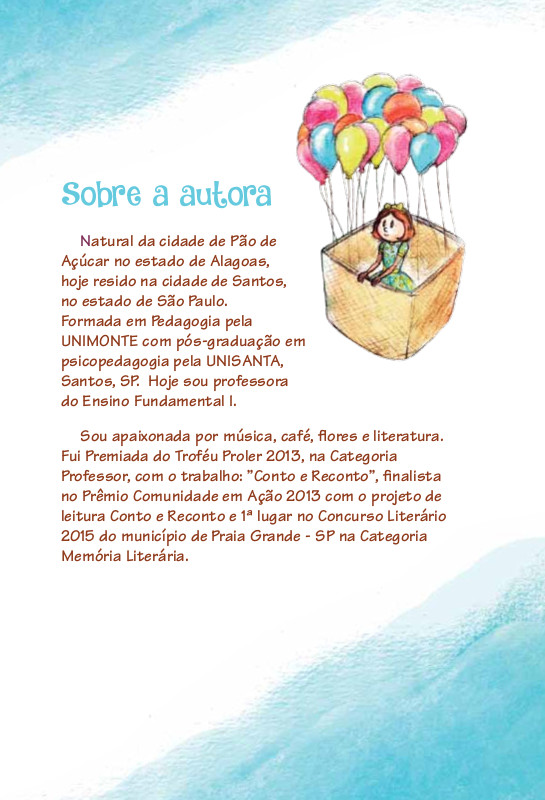 Sobre a autora
Natural da cidade de Pão de
Açúcar no estado de Alagoas,
hoje resido na cidade de Santos,
no estado de São Paulo.
Formada em Pedagogia pela
UNIMONTE com pós-graduação em
psicopedagogia pela UNISANTA,
Santos, SP. Hoje sou professora
do Ensino Fundamental I.
Sou apaixonada por música, café, flores e literatura.
Fui Premiada do Troféu Proler 2013, na Categoria
Professor, com o trabalho: "Conto e Reconto", finalista
no Prêmio Comunidade em Ação 2013 com o projeto de
leitura Conto e Reconto e 1ª lugar no Concurso Literário
2015 do município de Praia Grande - SP na Categoria
Memória Literária.